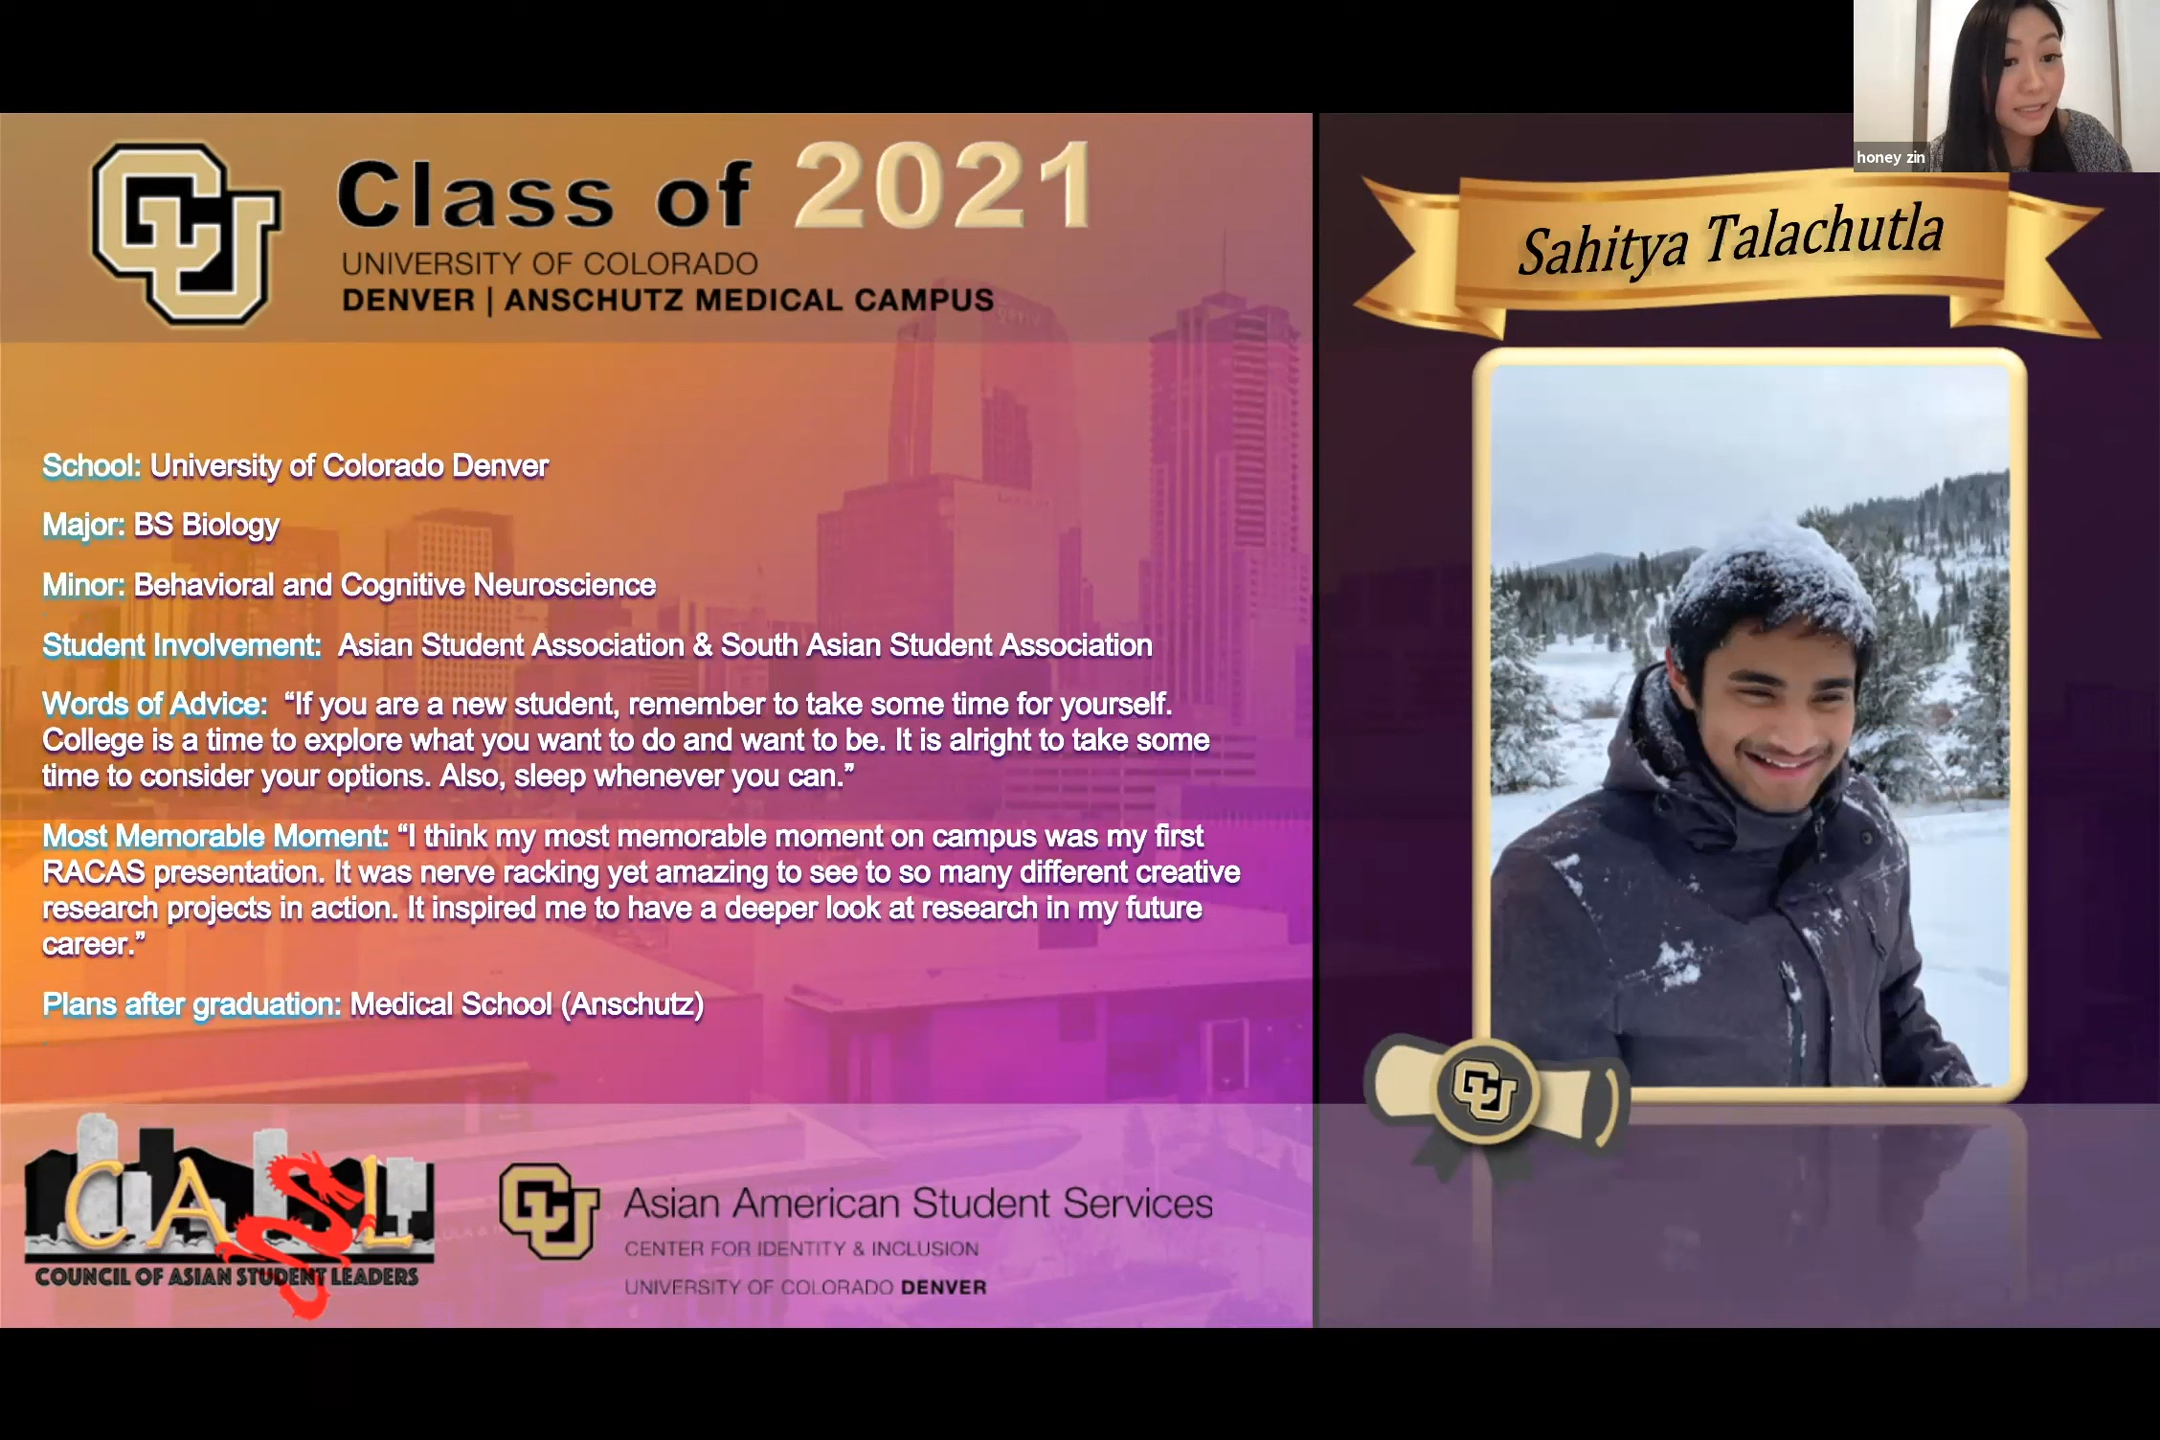 honey zin
Class of 2021
UNIVERSITY OF COLORADO
DENVER | ANSCHUTZ MEDICAL CAMPUS
Sahitya Talachutla
School: University of Colorado Denver
Major: BS Biology
Minor: Behavioral and Cognitive Neuroscience
Student Involvement: Asian Student Association & South Asian Student Association
Words of Advice: “If you are a new student, remember to take some time for yourself.
College is a time to explore what you want to do and want to be. It is alright to take some
time to consider your options. Also, sleep whenever you can.”
Most Memorable Moment: “I think my most memorable moment on campus was my first
RACAS presentation. It was nerve racking yet amazing to see to so many different creative
research projects in action. It inspired me to have a deeper look at research in my future
career.”
Plans after graduation: Medical School (Anschutz)
CU
CU
CASL
COUNCIL OF ASIAN STUDENT LEADERS
CU
Asian American Student Services
CENTER FOR IDENTITY & INCLUSION
UNIVERSITY OF COLORADO DENVER